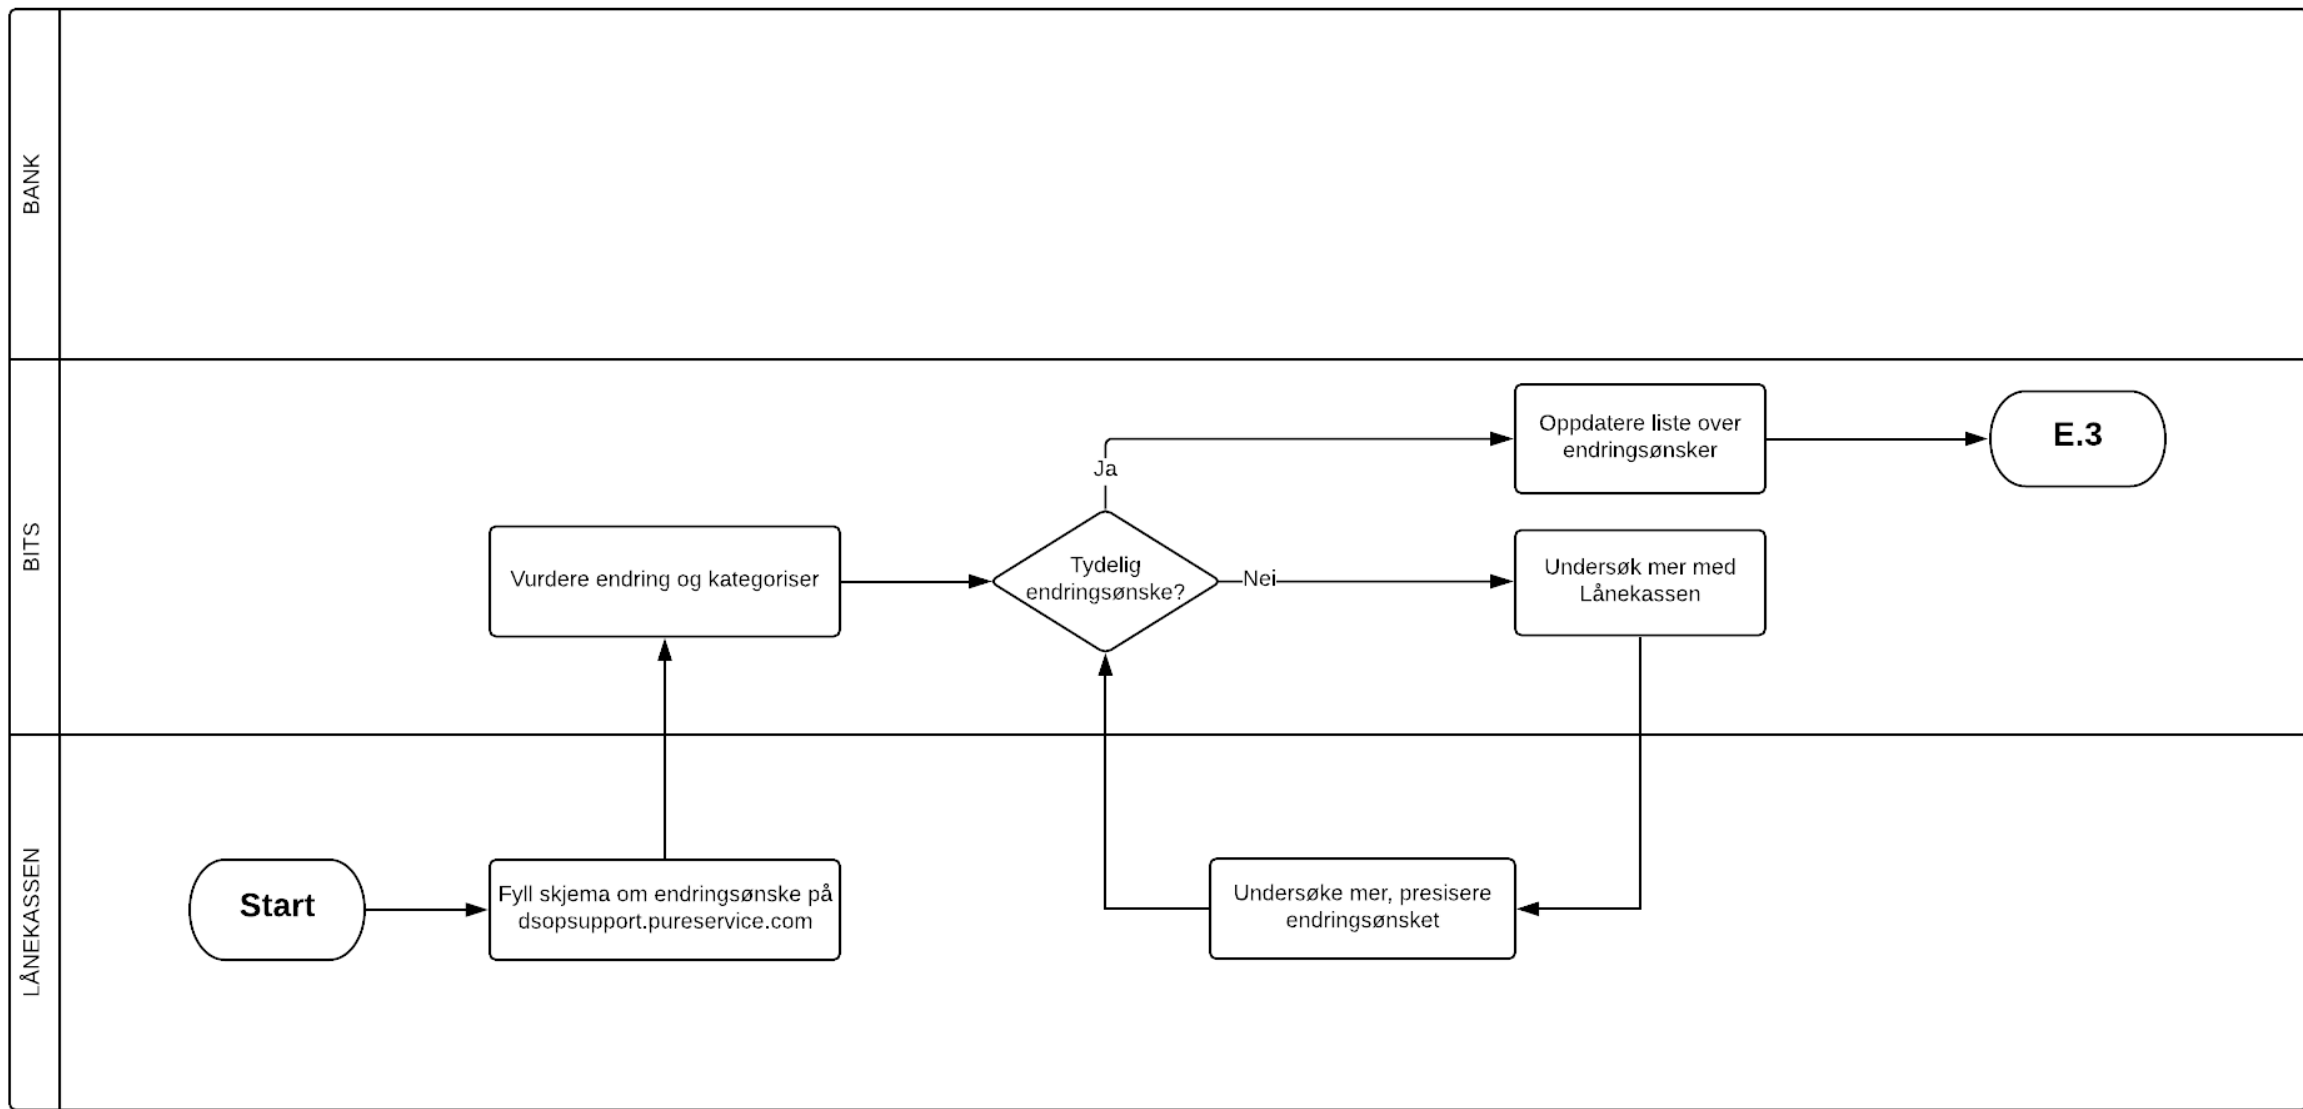 BANK
BITS
Oppdatere liste over
endringsønsker
E.3
Ja
Vurdere endring og kategoriser
Tydelig
endringsønske?
Nei
Undersøk mer med
Lånekassen
LÅNEKASSEN
Start
Fyll skjema om endringsønske på
dsopsupport.pureservice.com
Undersøke mer, presisere
endringsønsket